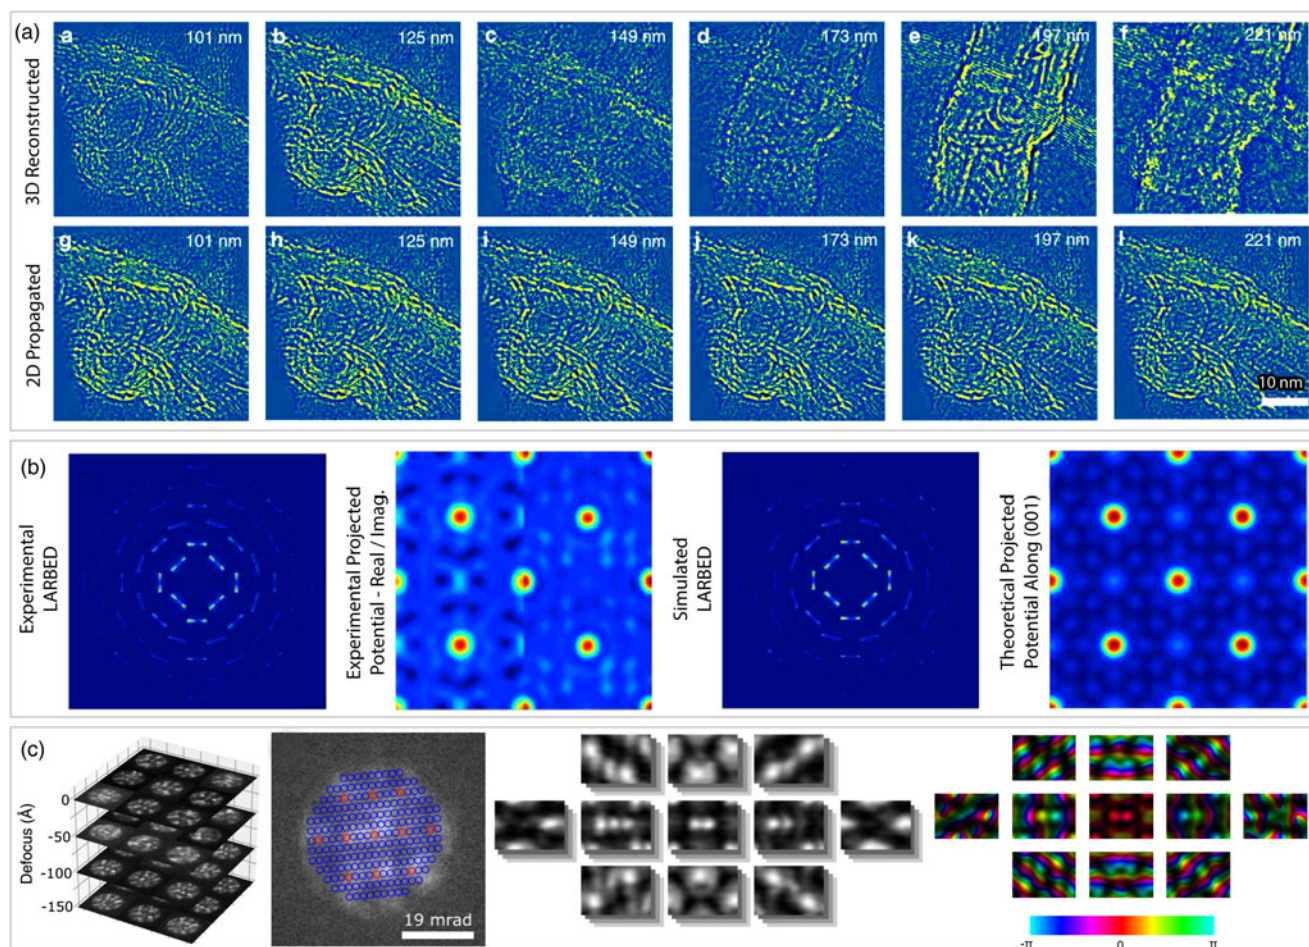 (a)
3D Reconstructed
a 101 nm
b 125 nm
c 149 nm
d 173 nm
e 197 nm
f 221 nm
2D Propagated
g 101 nm
h 125 nm
i 149 nm
j 173 nm
k 197 nm
l 221 nm
10 nm
(b)
Experimental
LARBED
Experimental Projected
Potential - Real / Imag.
Simulated
LARBED
Theoretical Projected
Potential Along (001)
(c)
Defocus (Å)
0
-50
-100
-150
19 mrad
-π 0 π